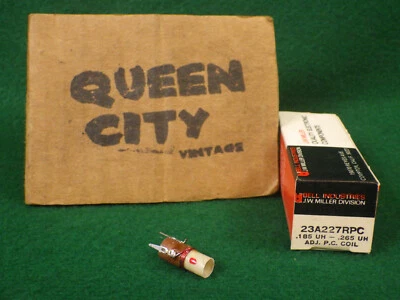 QUEEN
CITY
VINTAGE
BELL INDUSTRIES
J.W. MILLER DIVISION
23A227RPC
.185 UH - .265 UH
ADJ. P.C. COIL